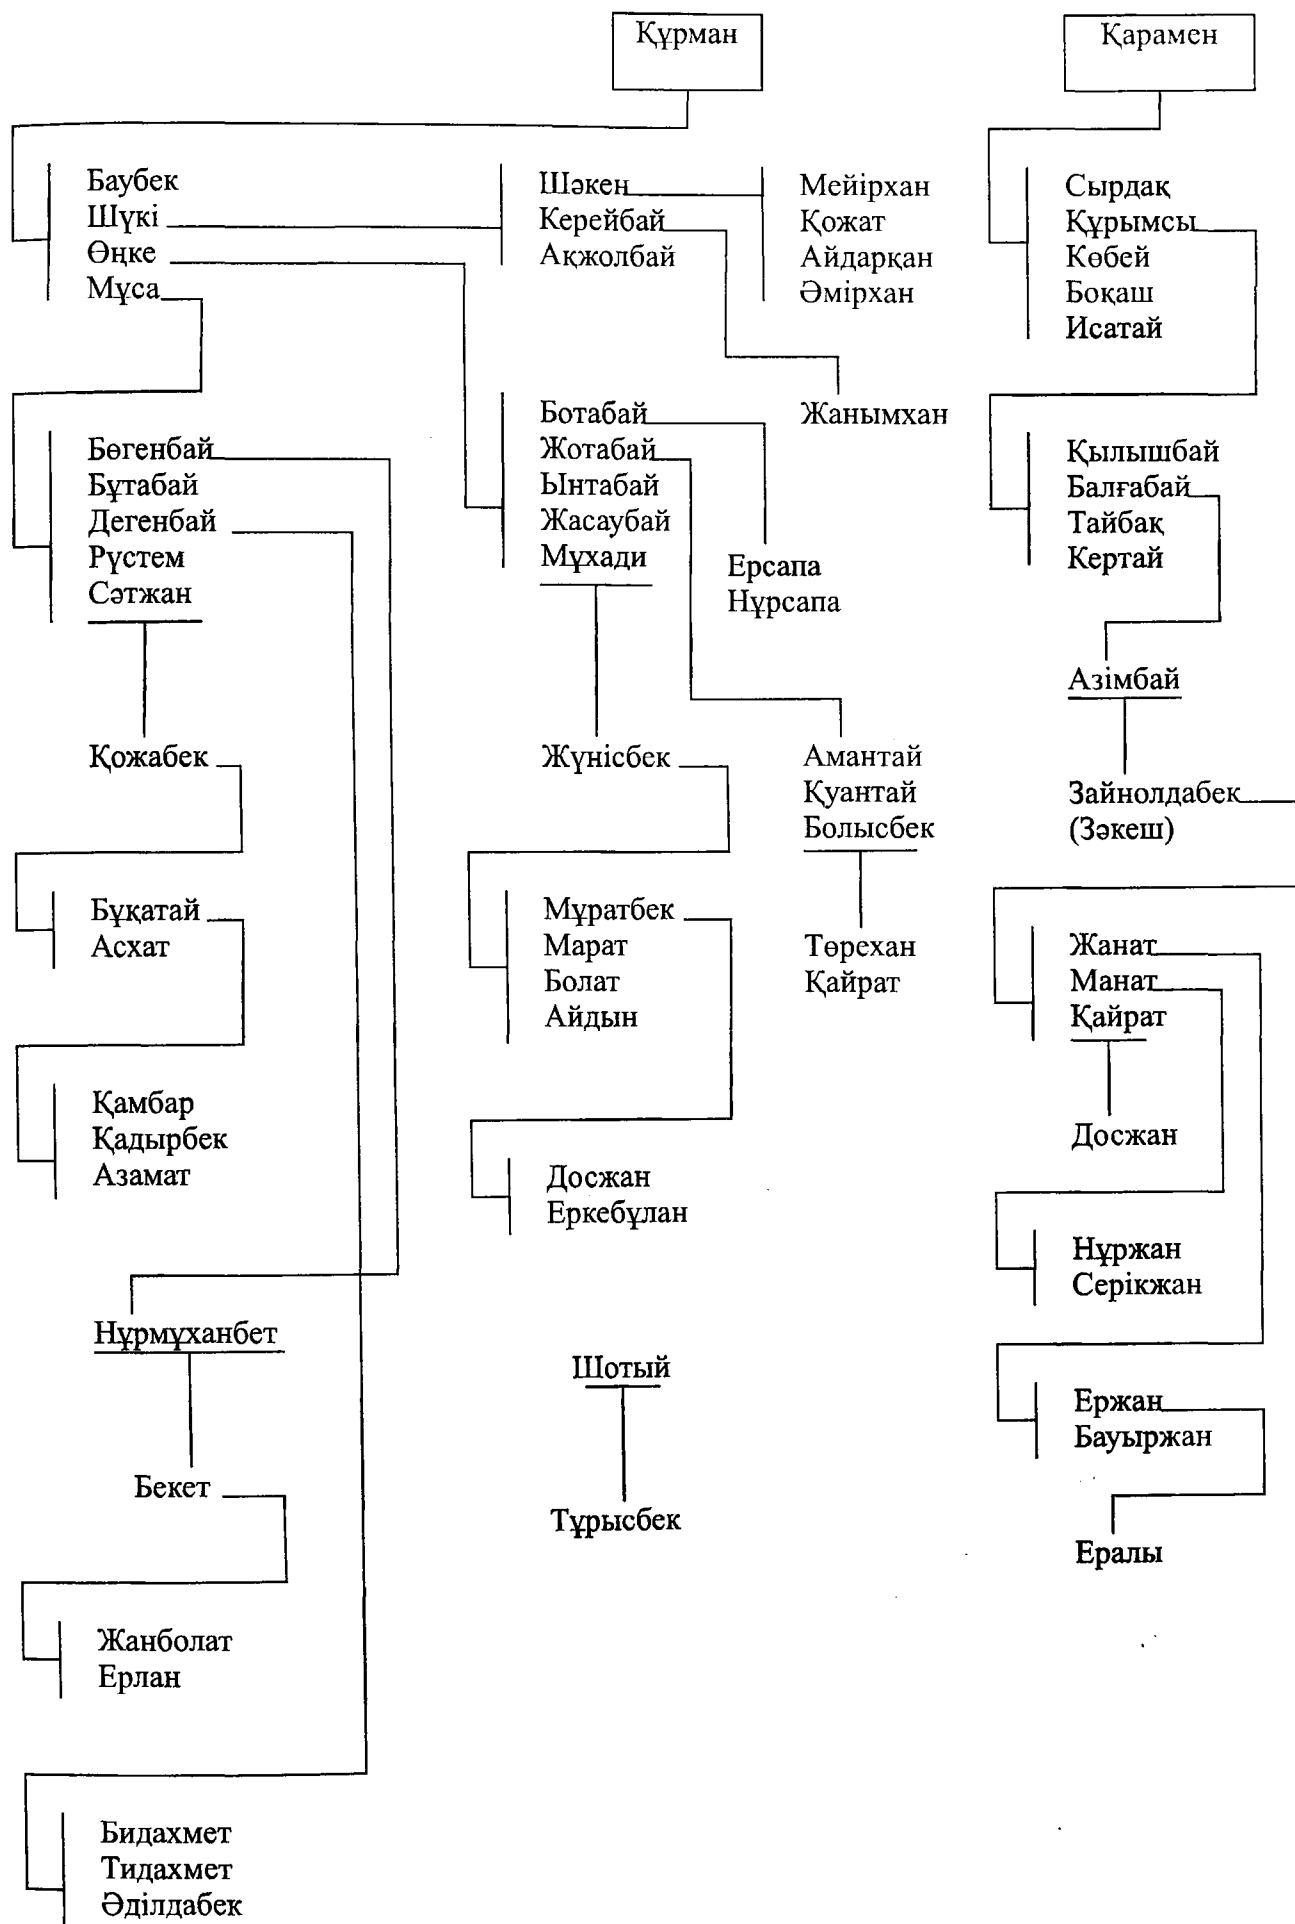 Құрман
Қарамен
Баубек
Шүкі
Өңке
Мұса
Шәкен
Керейбай
Ақжолбай
Мейірхан
Қожат
Айдарқан
Әмірхан
Жанымхан
Сырдақ
Құрымсы
Көбей
Боқаш
Исатай
Бөгенбай
Бұтабай
Дегенбай
Рүстем
Сәтжан
Ботабай
Жотабай
Ынтабай
Жасаубай
Мұхади
Ерсапа
Нұрсапа
Қылышбай
Балғабай
Тайбақ
Кертай
Азімбай
Қожабек
Жүнісбек
Амантай
Қуантай
Болысбек
Зайнолдабек
(Зәкеш)
Бұқатай
Асхат
Мұратбек
Марат
Болат
Айдын
Төрехан
Қайрат
Жанат
Манат
Қайрат
Досжан
Қамбар
Қадырбек
Азамат
Досжан
Еркебұлан
Нұржан
Серікжан
Нұрмұханбет
Шотый
Ержан
Бауыржан
Бекет
Тұрысбек
Ералы
Жанболат
Ерлан
Бидахмет
Тидахмет
Әділдабек